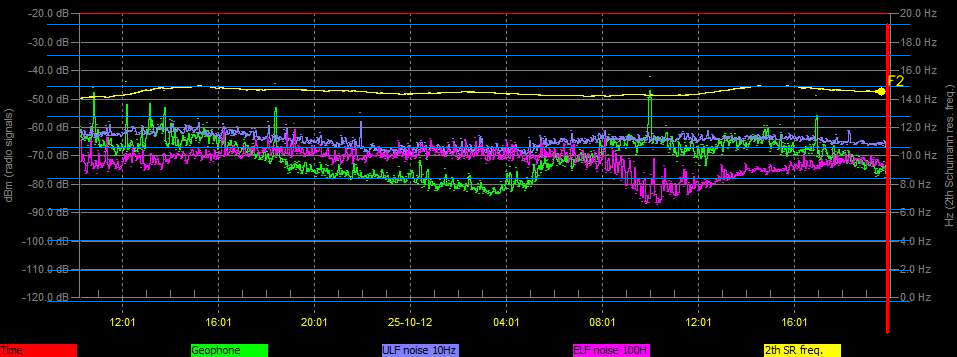 -20.0 dB 20.0 Hz
-30.0 dB 18.0 Hz
-40.0 dB 16.0 Hz
F2
-50.0 dB 14.0 Hz
-60.0 dB 12.0 Hz
-70.0 dB 10.0 Hz
-80.0 dB 8.0 Hz
-90.0 dB 6.0 Hz
-100.0 dB 4.0 Hz
-110.0 dB 2.0 Hz
-120.0 dB 0.0 Hz
dBm (radio signals)
Hz (2th Schumann res. freq.)
12:01 16:01 20:01 25-10-12 04:01 08:01 12:01 16:01
Time Geophone ULF noise 10Hz ELF noise 100H 2th SR freq.